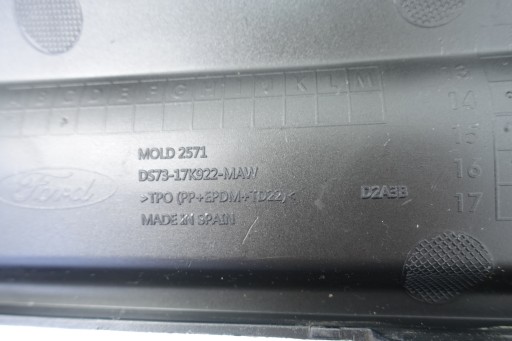 MOLD 2571
DS73-17K922-MAW
>TPO (PP+EPDM+TD22)<
MADE IN SPAIN
Ford
D2A3B
14
15
16
17